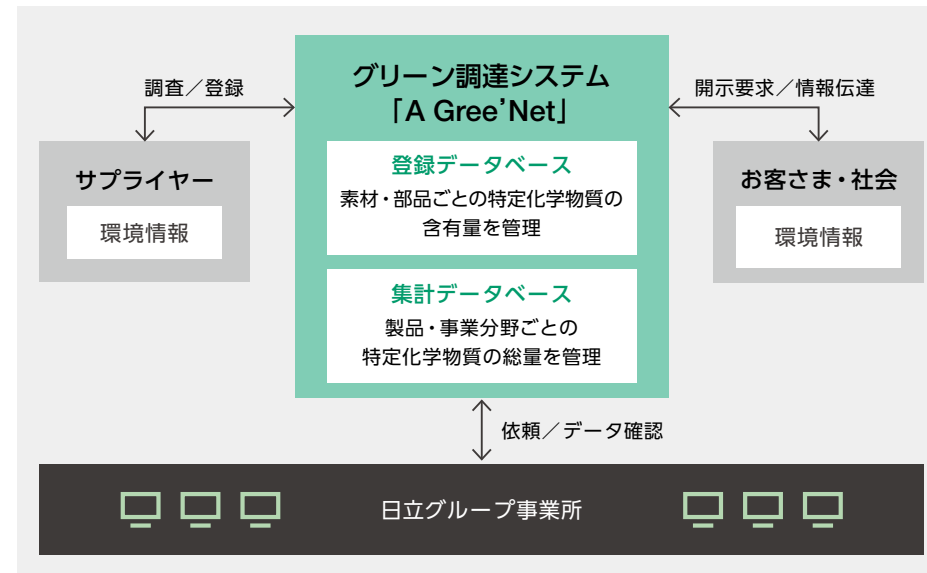 グリーン調達システム
「A Gree’Net」
調査／登録
開示要求／情報伝達
サプライヤー
環境情報
登録データベース
素材・部品ごとの特定化学物質の
含有量を管理
集計データベース
製品・事業分野ごとの
特定化学物質の総量を管理
お客さま・社会
環境情報
依頼／データ確認
日立グループ事業所